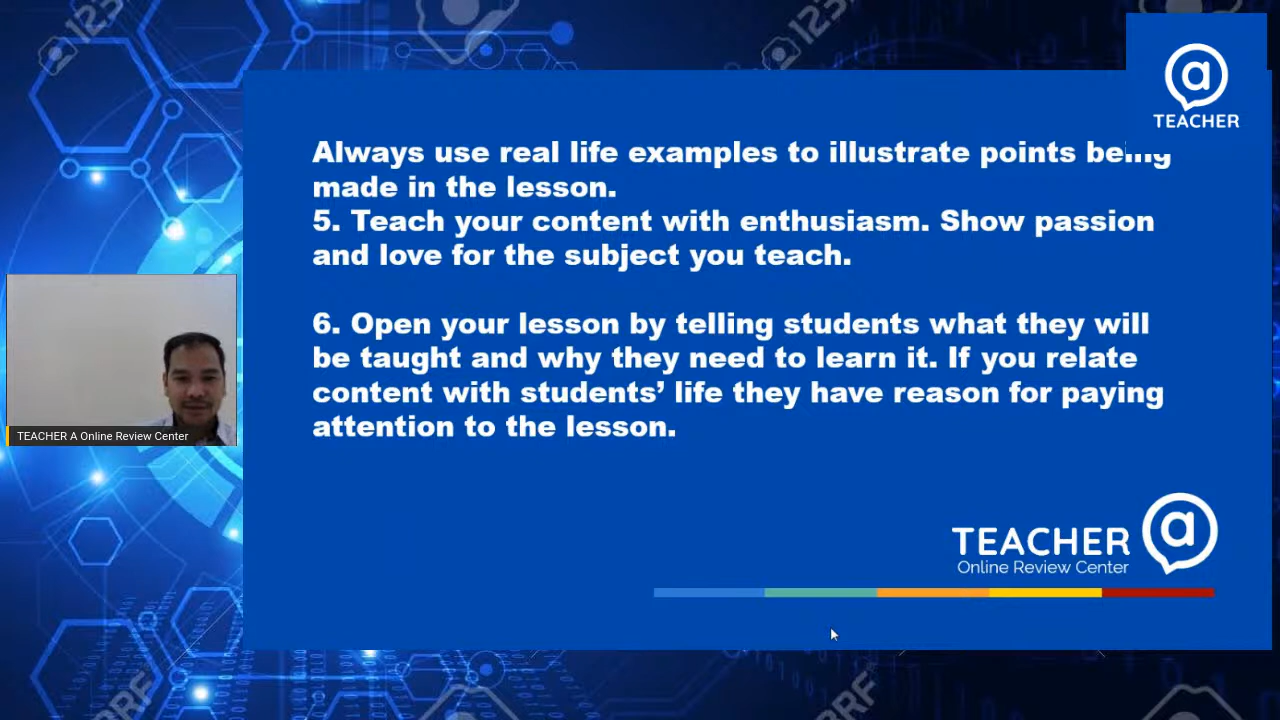 TEACHER
Always use real life examples to illustrate points being
made in the lesson.
5. Teach your content with enthusiasm. Show passion
and love for the subject you teach.
6. Open your lesson by telling students what they will
be taught and why they need to learn it. If you relate
content with students’ life they have reason for paying
attention to the lesson.
TEACHER A Online Review Center
TEACHER
Online Review Center